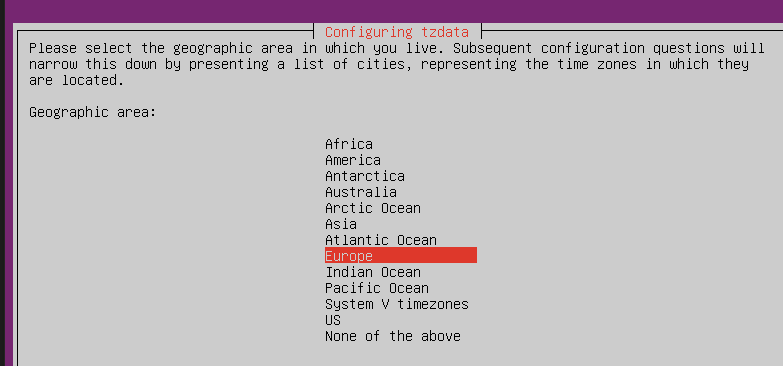 Configuring tzdata
Please select the geographic area in which you live. Subsequent configuration questions will
narrow this down by presenting a list of cities, representing the time zones in which they
are located.
Geographic area:
Africa
America
Antarctica
Australia
Arctic Ocean
Asia
Atlantic Ocean
Europe
Indian Ocean
Pacific Ocean
System V timezones
US
None of the above